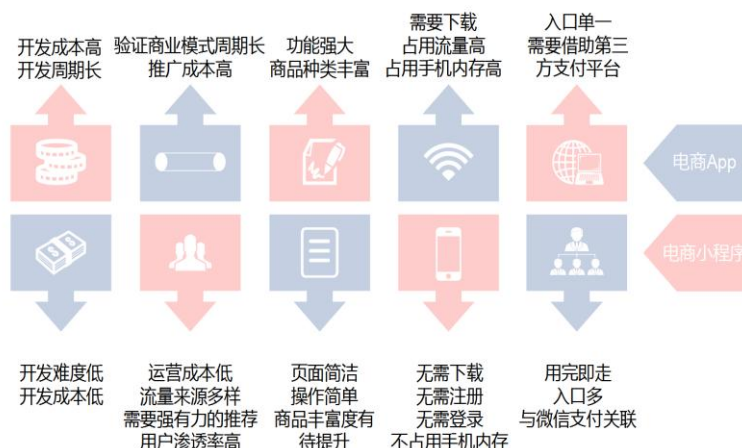 开发成本高
开发周期长
验证商业模式周期长
推广成本高
功能强大
商品种类丰富
需要下载
占用流量高
占用手机内存高
入口单一
需要借助第三
方支付平台
电商App
电商小程序
开发难度低
开发成本低
运营成本低
流量来源多样
需要强有力的推荐
用户渗透率高
页面简洁
操作简单
商品丰富度有
待提升
无需下载
无需注册
无需登录
不占用手机内存
用完即走
入口多
与微信支付关联